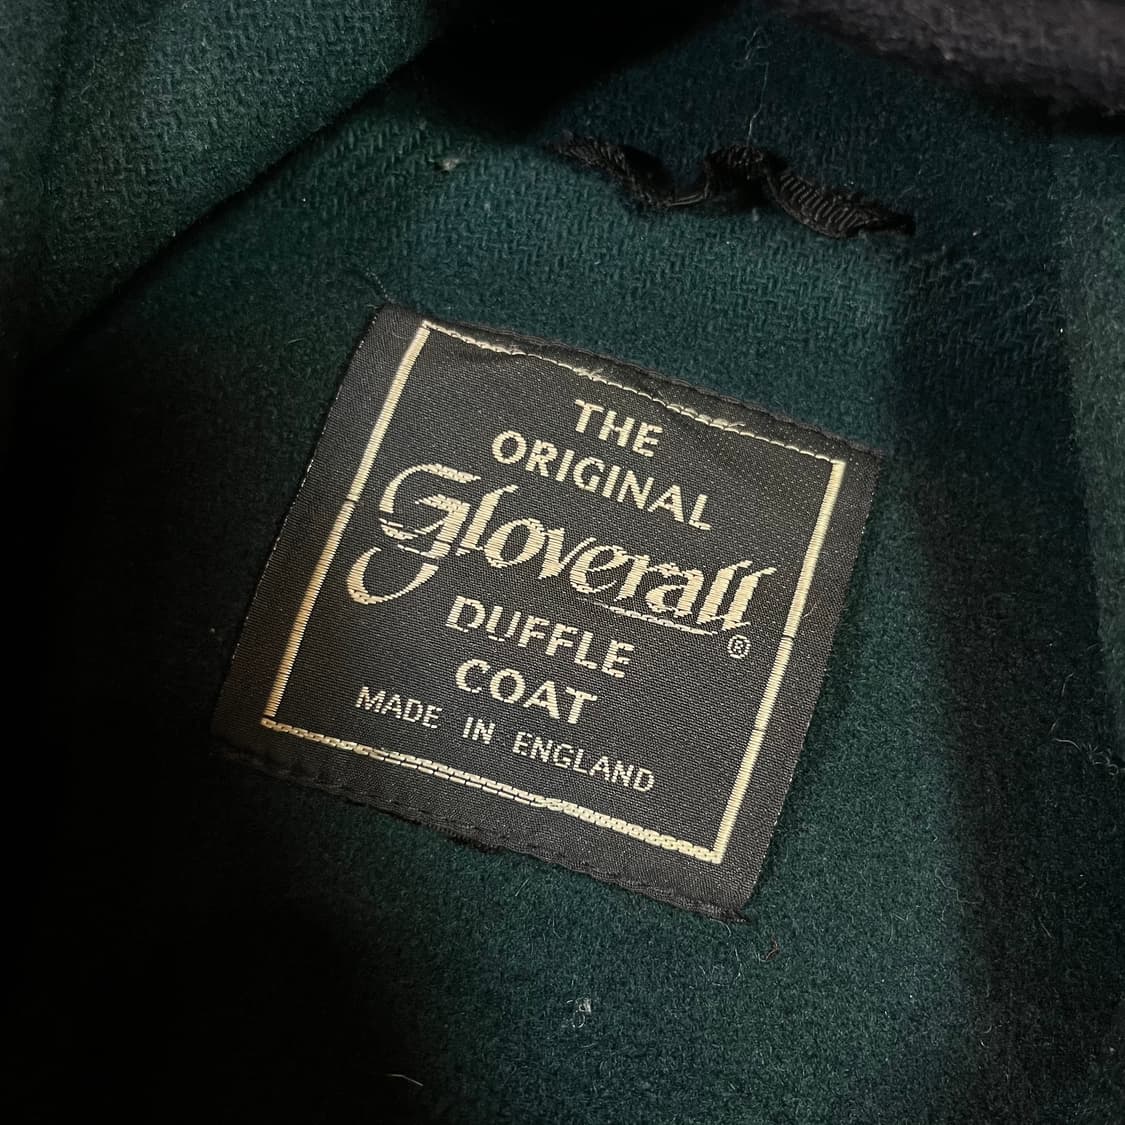 THE
ORIGINAL
Gloverall®
DUFFLE
COAT
MADE IN ENGLAND